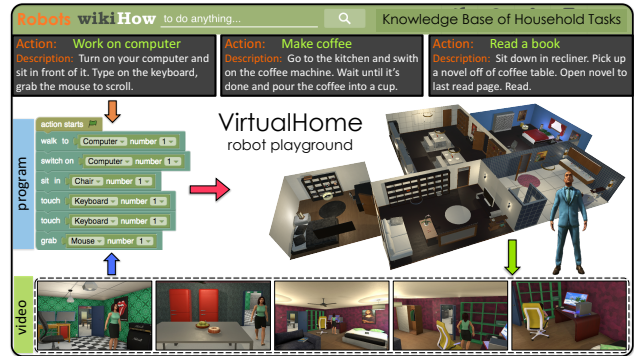 Robots wikiHow to do anything... Knowledge Base of Household Tasks
Action: Work on computer
Description: Turn on your computer and
sit in front of it. Type on the keyboard,
grab the mouse to scroll.
Action: Make coffee
Description: Go to the kitchen and swith
on the coffee machine. Wait until it's
done and pour the coffee into a cup.
Action: Read a book
Description: Sit down in recliner. Pick up
a novel off of coffee table. Open novel to
last read page. Read.
program
action starts
walk to Computer number 1
switch on Computer number 1
sit in Chair number 1
touch Keyboard number 1
touch Keyboard number 1
grab Mouse number 1
VirtualHome
robot playground
video